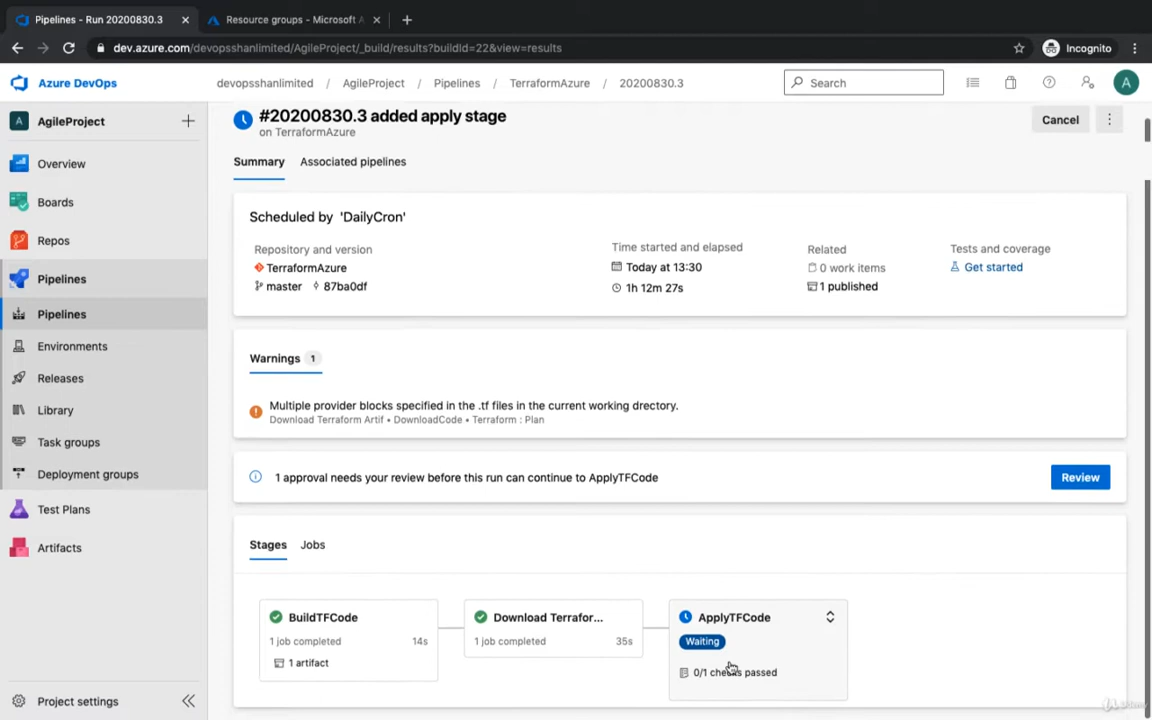 Pipelines - Run 20200830.3
Resource groups - Microsoft A
dev.azure.com/devopsshanlimited/AgileProject/_build/results?buildId=22&view=results
Incognito
Azure DevOps
devopsshanlimited / AgileProject / Pipelines / TerraformAzure / 20200830.3
Search
A
A AgileProject
#20200830.3 added apply stage
on TerraformAzure
Cancel
Summary
Associated pipelines
Overview
Boards
Repos
Pipelines
Pipelines
Environments
Releases
Library
Task groups
Deployment groups
Test Plans
Artifacts
Project settings
Scheduled by 'DailyCron'
Repository and version
TerraformAzure
master 87ba0df
Time started and elapsed
Today at 13:30
1h 12m 27s
Related
0 work items
1 published
Tests and coverage
Get started
Warnings 1
Multiple provider blocks specified in the .tf files in the current working directory.
Download Terraform Artif • DownloadCode • Terraform : Plan
1 approval needs your review before this run can continue to ApplyTFCode
Review
Stages Jobs
BuildTFCode
1 job completed 14s
1 artifact
Download Terrafor...
1 job completed 35s
ApplyTFCode
Waiting
0/1 checks passed
Udemy